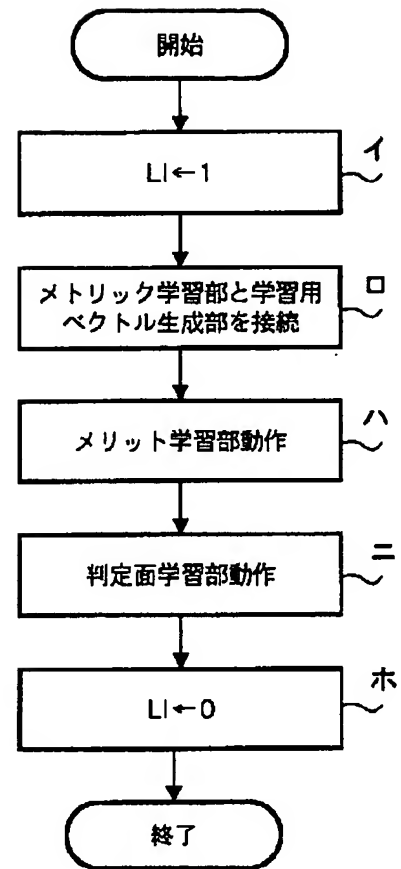 開始
LI←1
イ
メトリック学習部と学習用
ベクトル生成部を接続
ロ
メリット学習部動作
ハ
判定面学習部動作
ニ
LI←0
ホ
終了